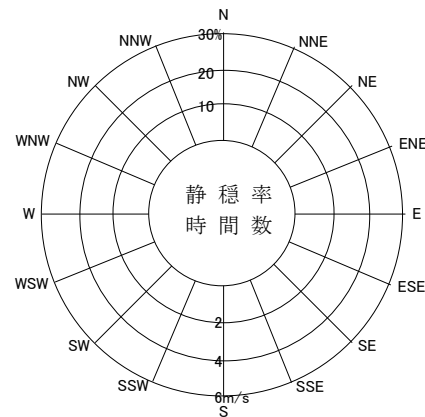 N
NNW
NNE
30%
NW
NE
20
10
WNW
ENE
静穏率
W
E
時間数
WSW
ESE
2
SW
SE
4
SSW
SSE
6m/s
S